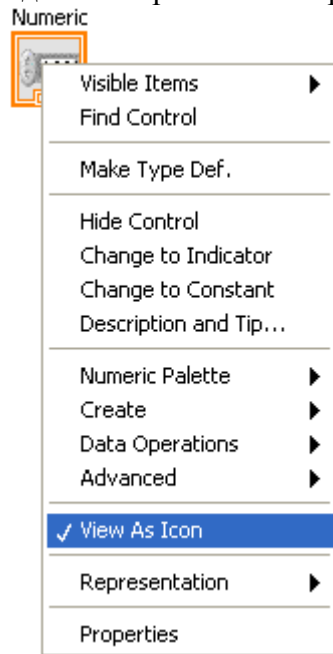 Numeric
Visible Items
Find Control
Make Type Def.
Hide Control
Change to Indicator
Change to Constant
Description and Tip...
Numeric Palette
Create
Data Operations
Advanced
View As Icon
Representation
Properties